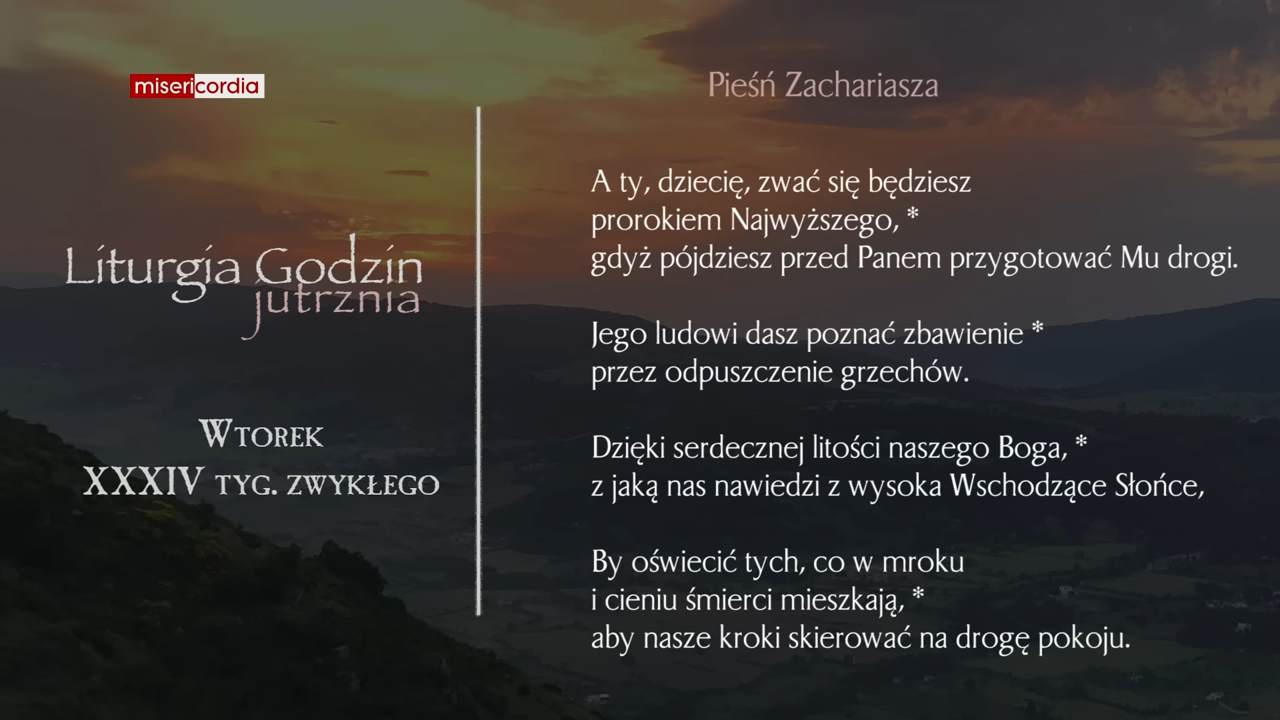 misericordia
Liturgia Godzin
jutrznia
Wtorek
XXXIV tyg. zwykłego
Pieśń Zachariasza
A ty, dziecię, zwać się będziesz
prorokiem Najwyższego, *
gdyż pójdziesz przed Panem przygotować Mu drogi.
Jego ludowi dasz poznać zbawienie *
przez odpuszczenie grzechów.
Dzięki serdecznej litości naszego Boga, *
z jaką nas nawiedzi z wysoka Wschodzące Słońce,
By oświecić tych, co w mroku
i cieniu śmierci mieszkają, *
aby nasze kroki skierować na drogę pokoju.